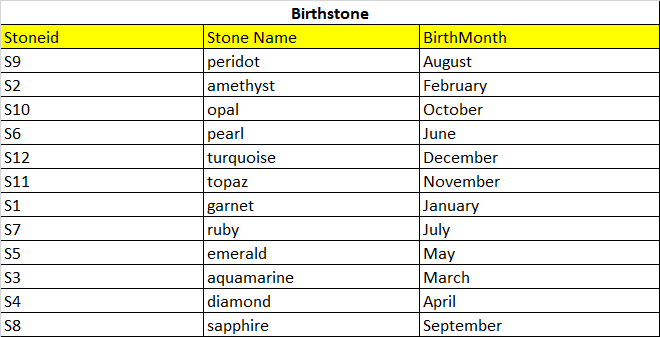 Birthstone
Stoneid Stone Name BirthMonth
S9 peridot August
S2 amethyst February
S10 opal October
S6 pearl June
S12 turquoise December
S11 topaz November
S1 garnet January
S7 ruby July
S5 emerald May
S3 aquamarine March
S4 diamond April
S8 sapphire September